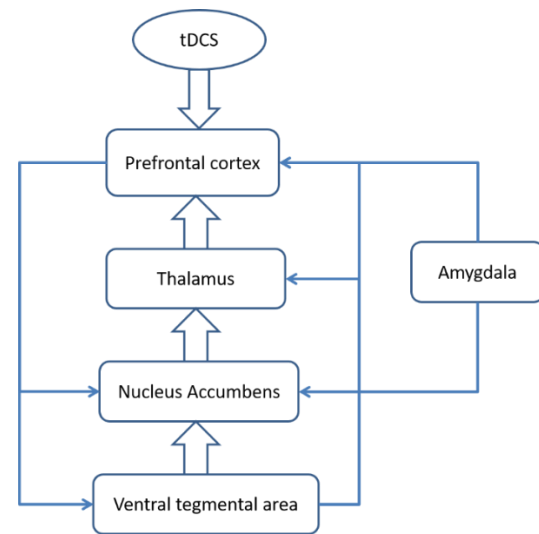 tDCS
Prefrontal cortex
Thalamus
Amygdala
Nucleus Accumbens
Ventral tegmental area